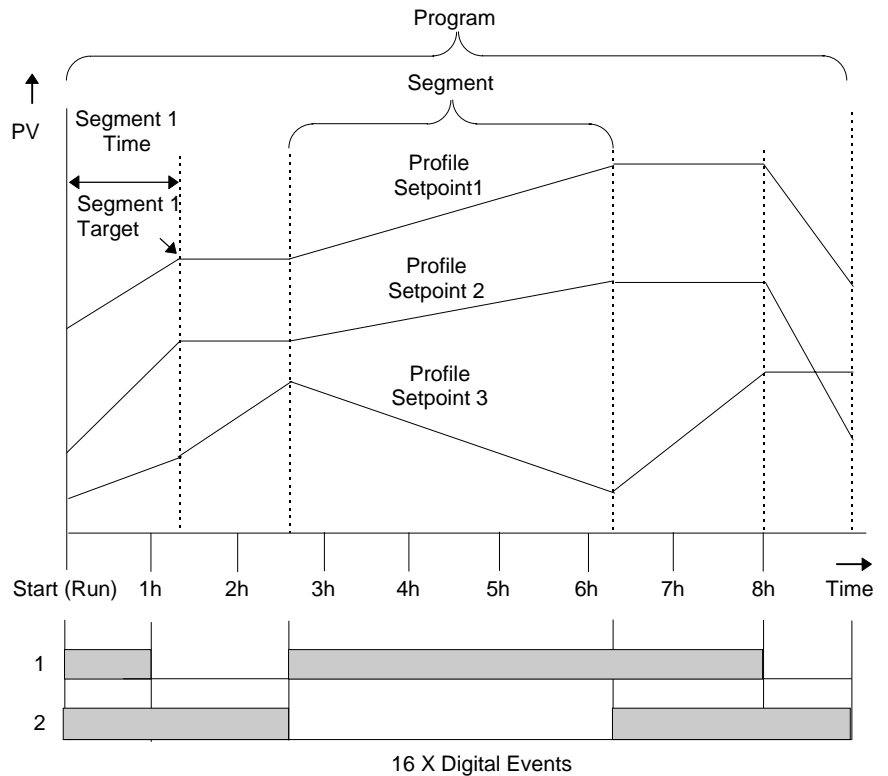 Program
Segment
PV
Segment 1
Time
Segment 1
Target
Profile
Setpoint1
Profile
Setpoint 2
Profile
Setpoint 3
Start (Run) 1h 2h 3h 4h 5h 6h 7h 8h Time
1
2
16 X Digital Events